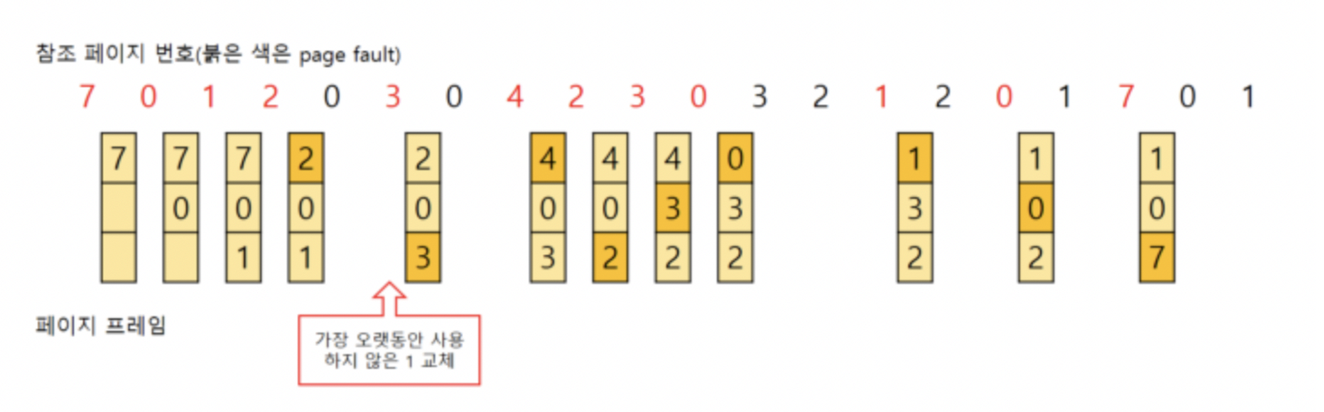 참조 페이지 번호(붉은 색은 page fault)
7 0 1 2 0 3 0 4 2 3 0 3 2 1 2 0 1 7 0 1
7 7 7 2 2 4 4 4 0 1 1 1
0 0 0 0 0 0 3 3 3 0 0
1 1 3 3 2 2 2 2 2 7
페이지 프레임
가장 오랫동안 사용
하지 않은 1 교체